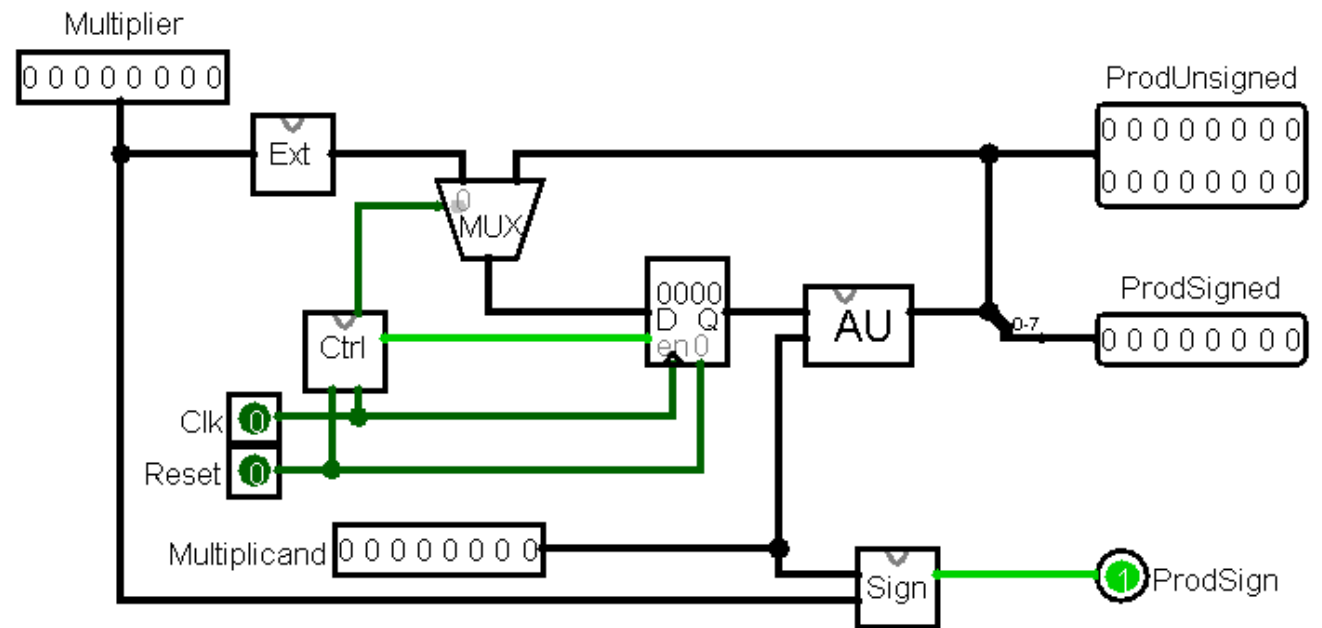 Multiplier
0 0 0 0 0 0 0 0
ProdUnsigned
0 0 0 0 0 0 0 0
0 0 0 0 0 0 0 0
Ext
0
MUX
0000
D Q
en 0
AU
ProdSigned
0-7
0 0 0 0 0 0 0 0
Ctrl
Clk 0
Reset 0
Multiplicand 0 0 0 0 0 0 0 0
Sign
1 ProdSign